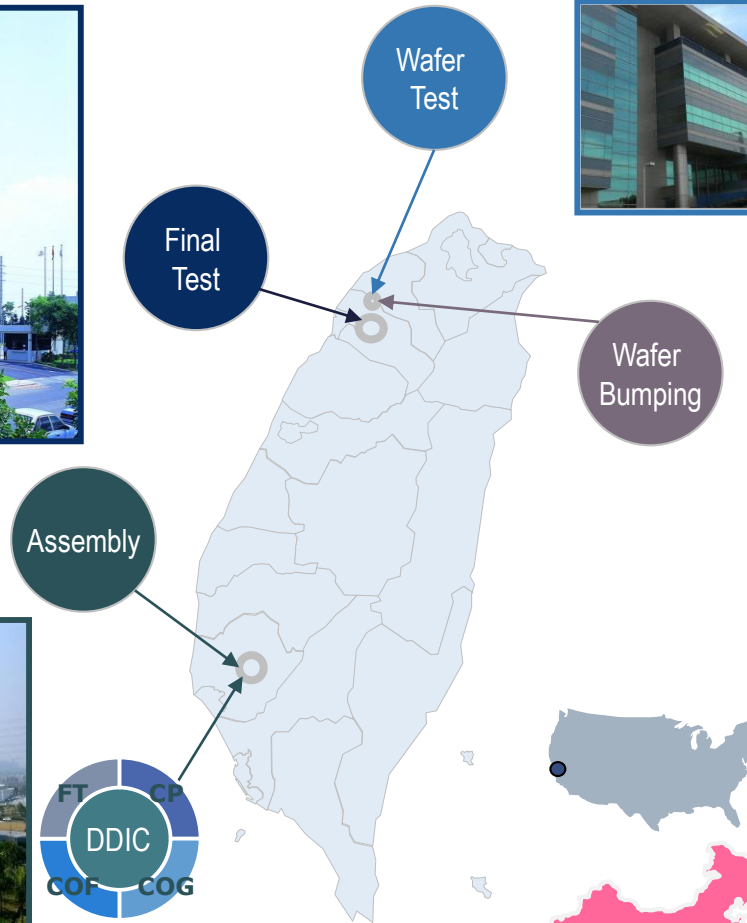 Wafer
Test
Final
Test
Wafer
Bumping
Assembly
FT
CP
DDIC
COF
COG